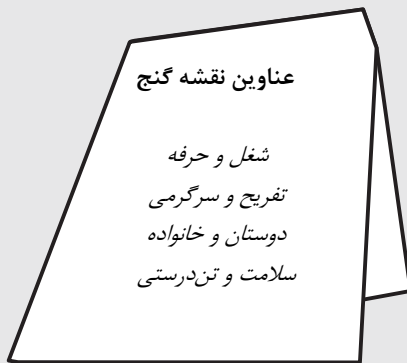 عناوین نقشه گنج
شغل و حرفه
تفریح و سرگرمی
دوستان و خانواده
سلامت و تن‌درستی